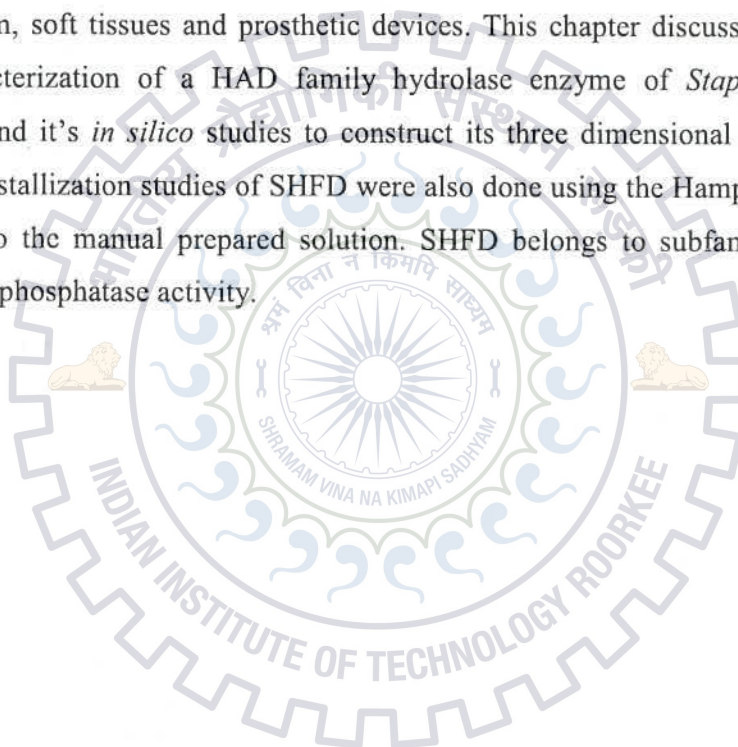 n, soft tissues and prosthetic devices. This chapter discuss
cterization of a HAD family hydrolase enzyme of Stap
nd it's in silico studies to construct its three dimensional
stallization studies of SHFD were also done using the Hamp
o the manual prepared solution. SHFD belongs to subfan
phosphatase activity.
भारतीय प्रौद्योगिकी संस्थान रुड़की
श्रमं विना न किमपि साध्यम्
SHRAMAM VINA NA KIMAPI SADHYAM
INDIAN INSTITUTE OF TECHNOLOGY ROORKEE